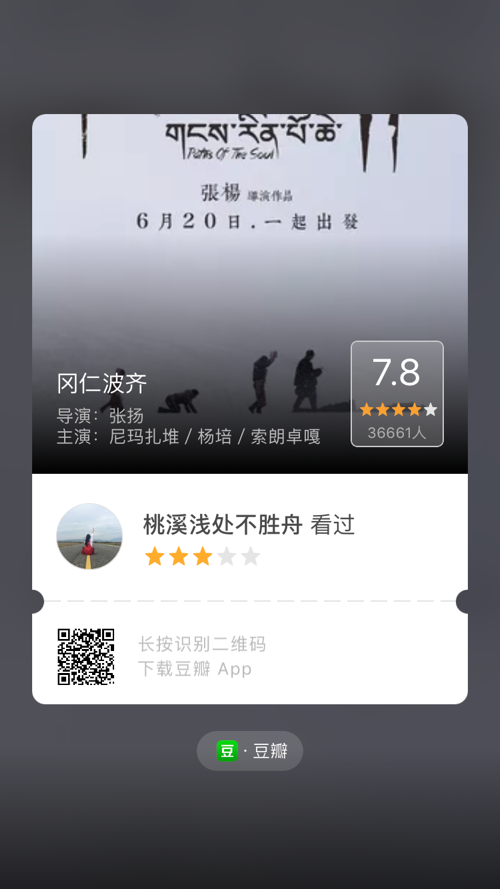 གངས་རིན་པོ་ཆེ་
Paths Of The Soul
張楊 導演作品
6月20日.一起出發
冈仁波齐
导演：张扬
主演：尼玛扎堆 / 杨培 / 索朗卓嘎
7.8
36661人
桃溪浅处不胜舟 看过
长按识别二维码
下载豆瓣 App
豆 · 豆瓣